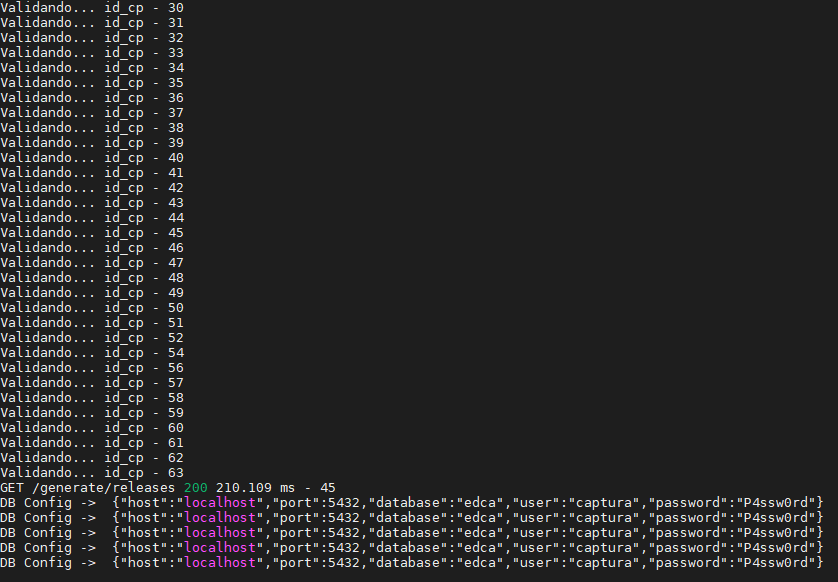 Validando... id_cp - 30
Validando... id_cp - 31
Validando... id_cp - 32
Validando... id_cp - 33
Validando... id_cp - 34
Validando... id_cp - 35
Validando... id_cp - 36
Validando... id_cp - 37
Validando... id_cp - 38
Validando... id_cp - 39
Validando... id_cp - 40
Validando... id_cp - 41
Validando... id_cp - 42
Validando... id_cp - 43
Validando... id_cp - 44
Validando... id_cp - 45
Validando... id_cp - 46
Validando... id_cp - 47
Validando... id_cp - 48
Validando... id_cp - 49
Validando... id_cp - 50
Validando... id_cp - 51
Validando... id_cp - 52
Validando... id_cp - 54
Validando... id_cp - 56
Validando... id_cp - 57
Validando... id_cp - 58
Validando... id_cp - 59
Validando... id_cp - 60
Validando... id_cp - 61
Validando... id_cp - 62
Validando... id_cp - 63
GET /generate/releases 200 210.109 ms - 45
DB Config ->  {"host":"localhost","port":5432,"database":"edca","user":"captura","password":"P4ssw0rd"}
DB Config ->  {"host":"localhost","port":5432,"database":"edca","user":"captura","password":"P4ssw0rd"}
DB Config ->  {"host":"localhost","port":5432,"database":"edca","user":"captura","password":"P4ssw0rd"}
DB Config ->  {"host":"localhost","port":5432,"database":"edca","user":"captura","password":"P4ssw0rd"}
DB Config ->  {"host":"localhost","port":5432,"database":"edca","user":"captura","password":"P4ssw0rd"}